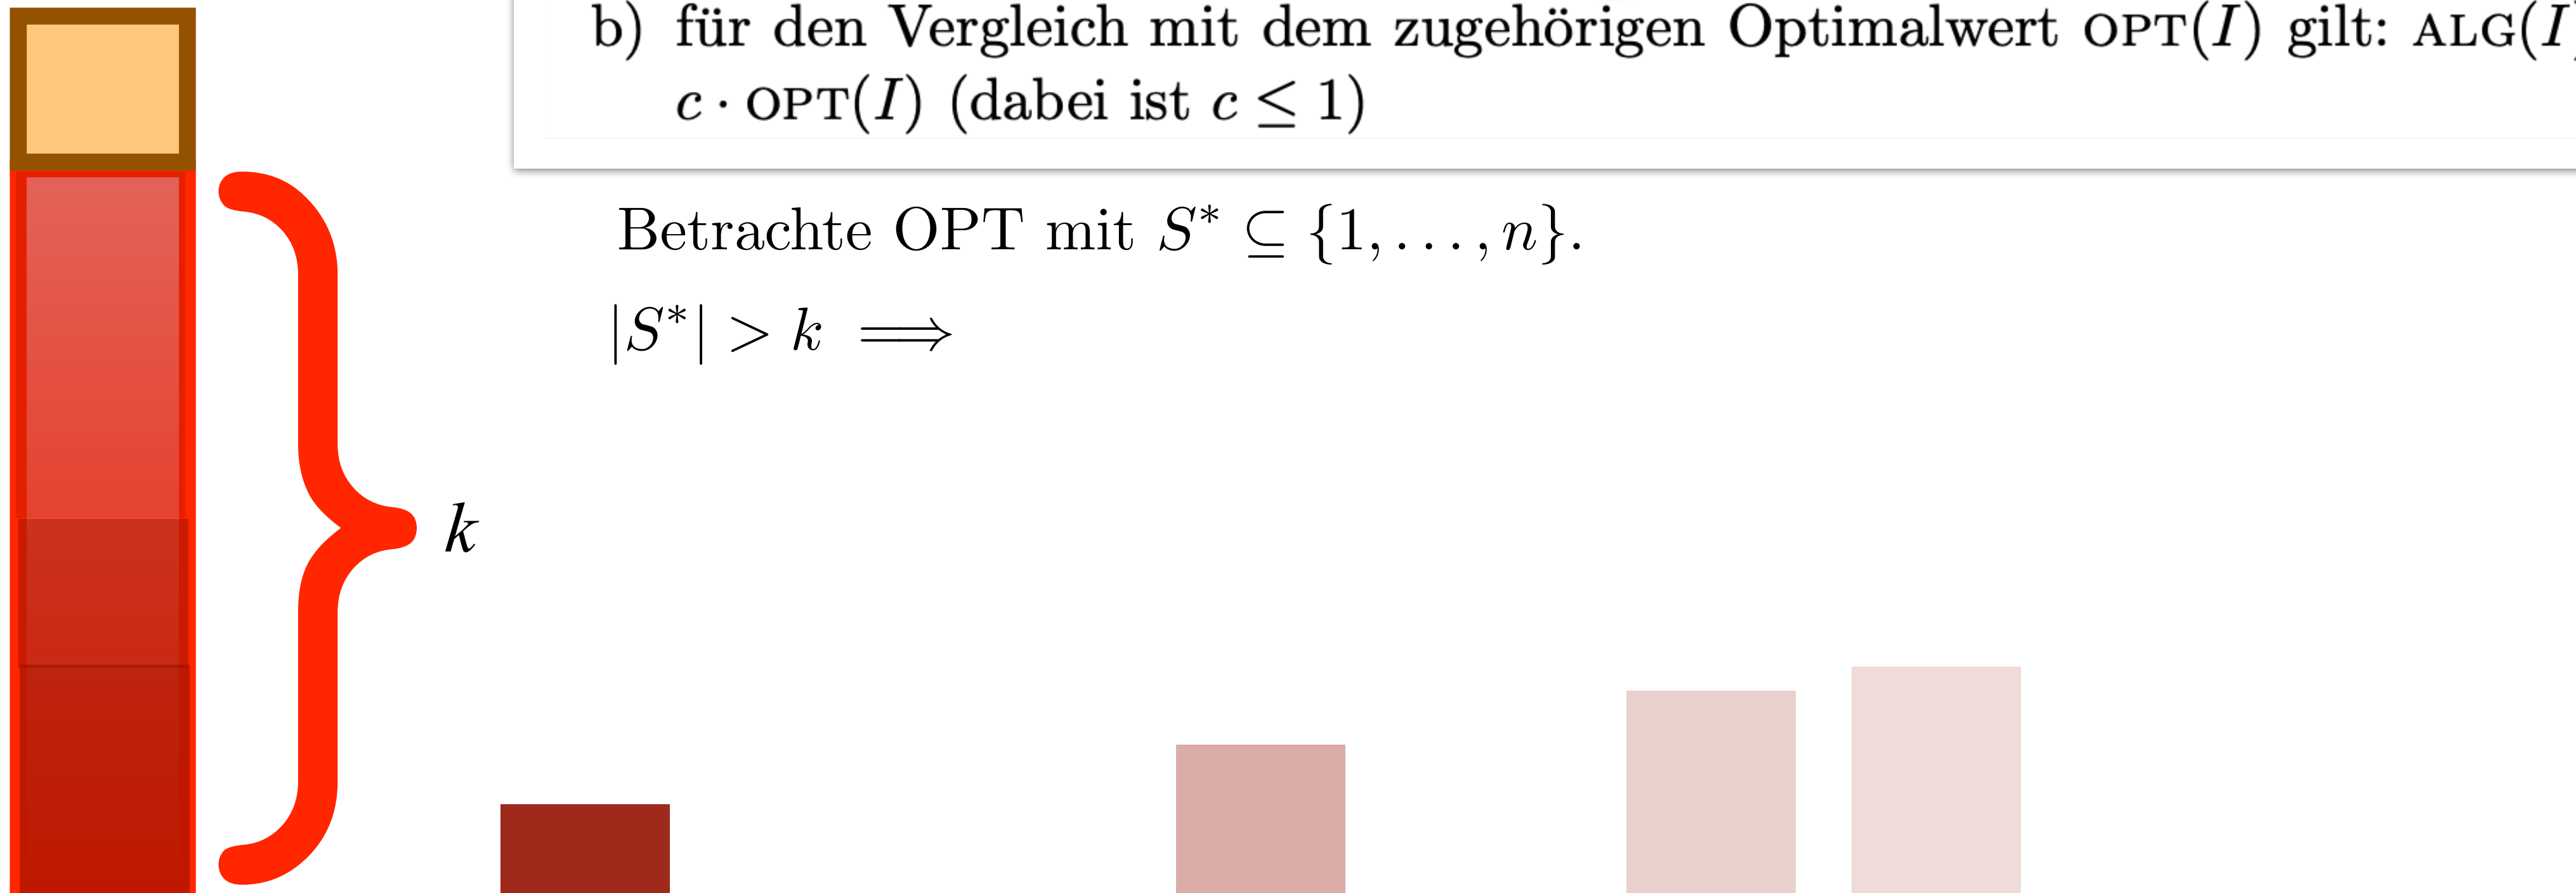 b) für den Vergleich mit dem zugehörigen Optimalwert OPT(I) gilt: ALG(I)
c · OPT(I) (dabei ist c ≤ 1)
Betrachte OPT mit S* ⊆ {1, . . . , n}.
|S*| > k ⟹
k